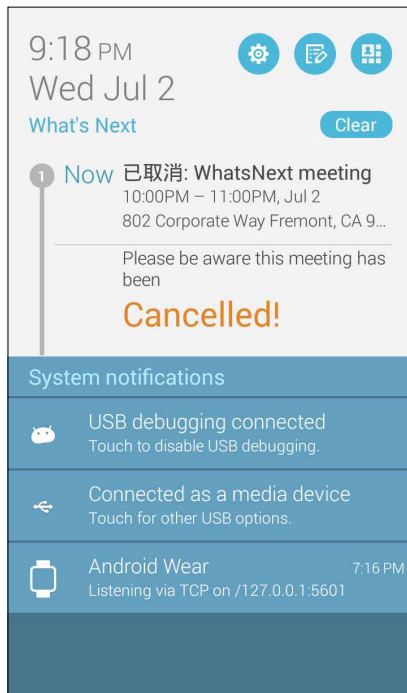 9:18 PM
Wed Jul 2
What's Next
Clear
1
Now
已取消: WhatsNext meeting
10:00PM – 11:00PM, Jul 2
802 Corporate Way Fremont, CA 9...
Please be aware this meeting has
been
Cancelled!
System notifications
USB debugging connected
Touch to disable USB debugging.
Connected as a media device
Touch for other USB options.
Android Wear
7:16 PM
Listening via TCP on /127.0.0.1:5601